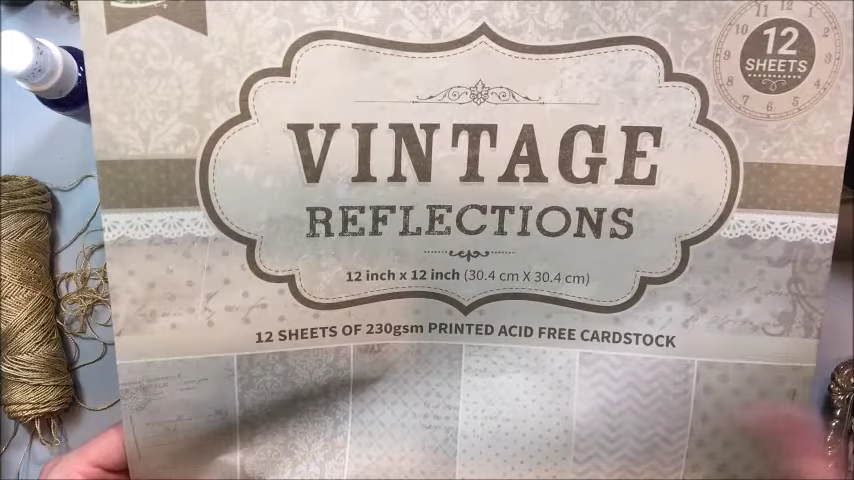 12
SHEETS
VINTAGE
REFLECTIONS
12 inch x 12 inch (30.4 cm X 30.4 cm)
12 SHEETS OF 230gsm PRINTED ACID FREE CARDSTOCK